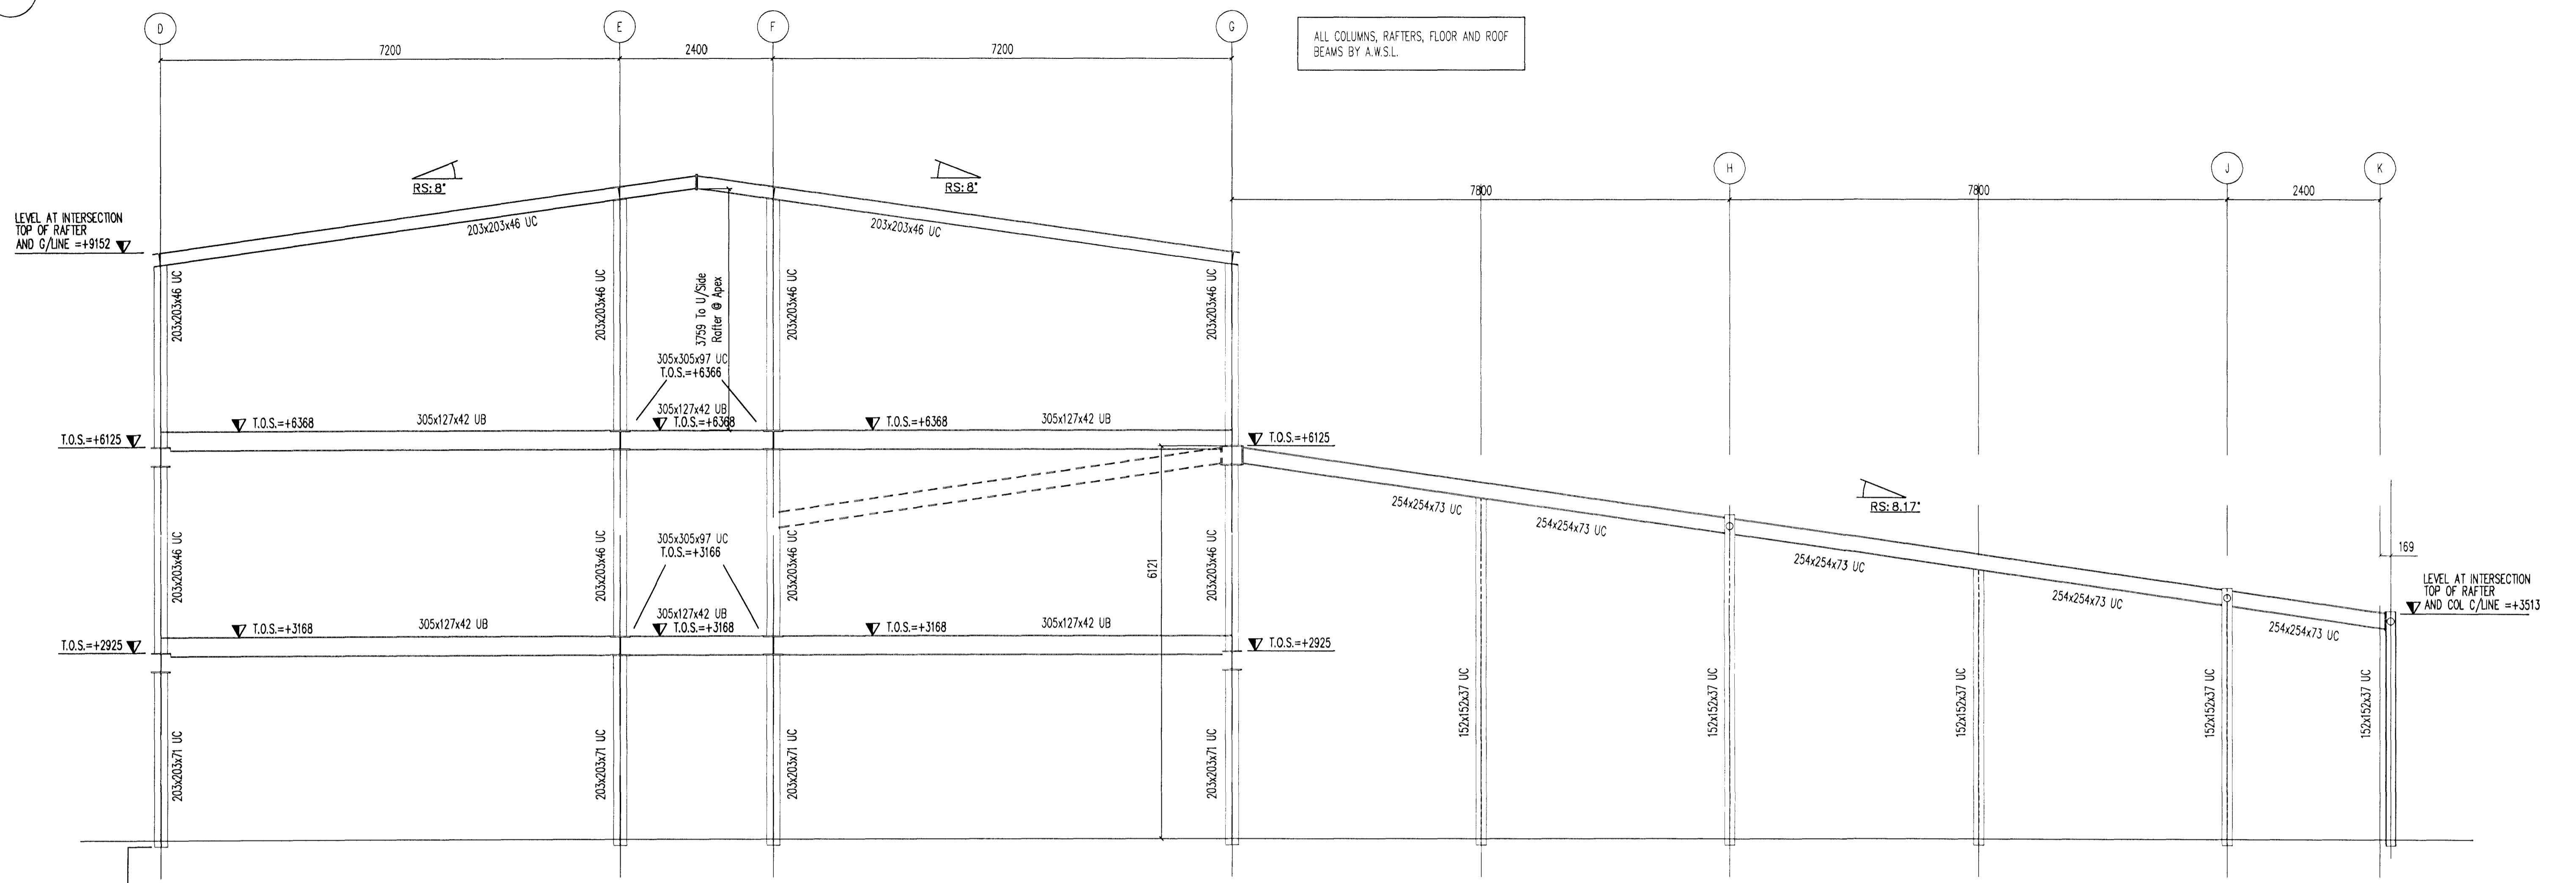 D
E
F
G
7200
2400
7200
ALL COLUMNS, RAFTERS, FLOOR AND ROOF
BEAMS BY A.W.S.L.
H
J
K
7800
7800
2400
RS: 8°
RS: 8°
LEVEL AT INTERSECTION
TOP OF RAFTER
AND C/LINE =+9152
203x203x46 UC
203x203x46 UC
203x203x46 UC
203x203x46 UC
203x203x46 UC
203x203x46 UC
3759 To U/Side
Rafter @ Apex
305x305x97 UC
T.O.S.=+6366
305x127x42 UB
T.O.S.=+6368
T.O.S.=+6368
305x127x42 UB
T.O.S.=+6368
305x127x42 UB
T.O.S.=+6125
T.O.S.=+6125
254x254x73 UC
254x254x73 UC
254x254x73 UC
254x254x73 UC
254x254x73 UC
RS: 8.17°
169
LEVEL AT INTERSECTION
TOP OF RAFTER
AND COL C/LINE =+3513
203x203x46 UC
203x203x46 UC
203x203x46 UC
203x203x46 UC
305x305x97 UC
T.O.S.=+3166
6121
305x127x42 UB
T.O.S.=+3168
T.O.S.=+3168
305x127x42 UB
T.O.S.=+3168
305x127x42 UB
T.O.S.=+2925
T.O.S.=+2925
203x203x71 UC
203x203x71 UC
203x203x71 UC
203x203x71 UC
152x152x37 UC
152x152x37 UC
152x152x37 UC
152x152x37 UC
152x152x37 UC